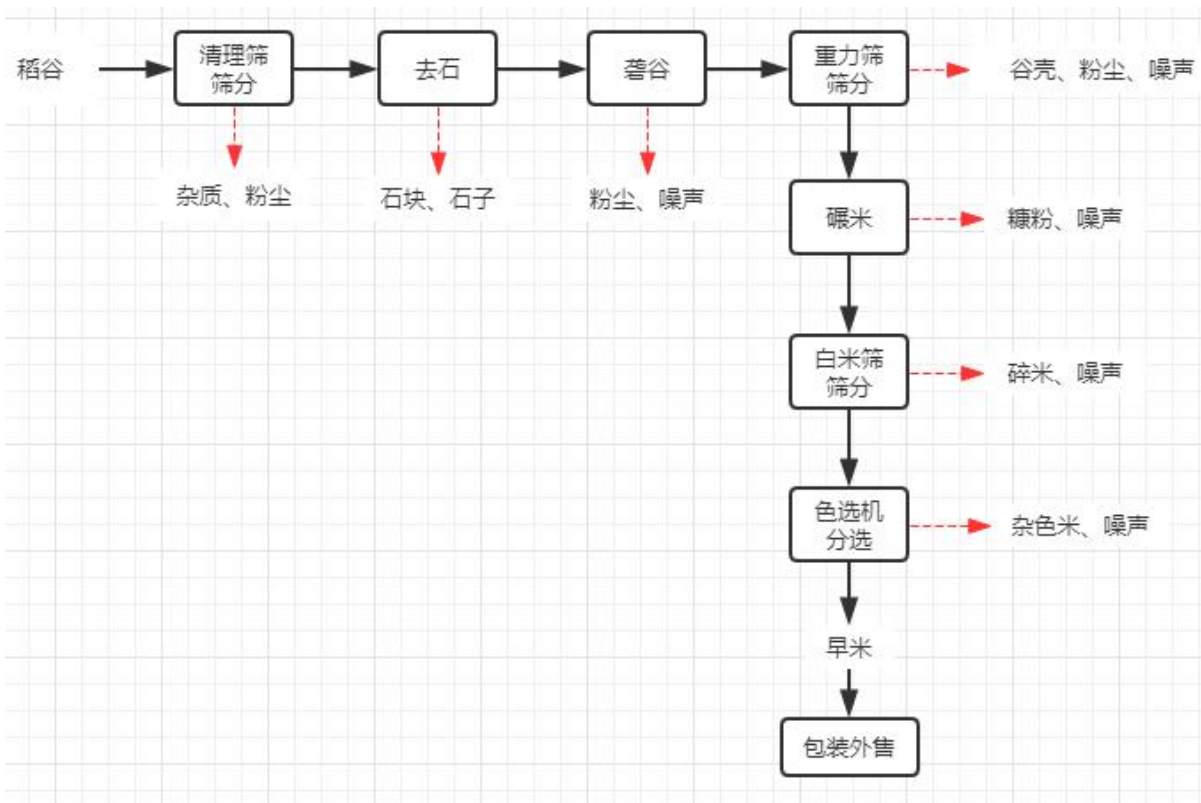 稻谷
清理筛
筛分
去石
砻谷
重力筛
筛分
谷壳、粉尘、噪声
杂质、粉尘
石块、石子
粉尘、噪声
碾米
糠粉、噪声
白米筛
筛分
碎米、噪声
色选机
分选
杂色米、噪声
早米
包装外售